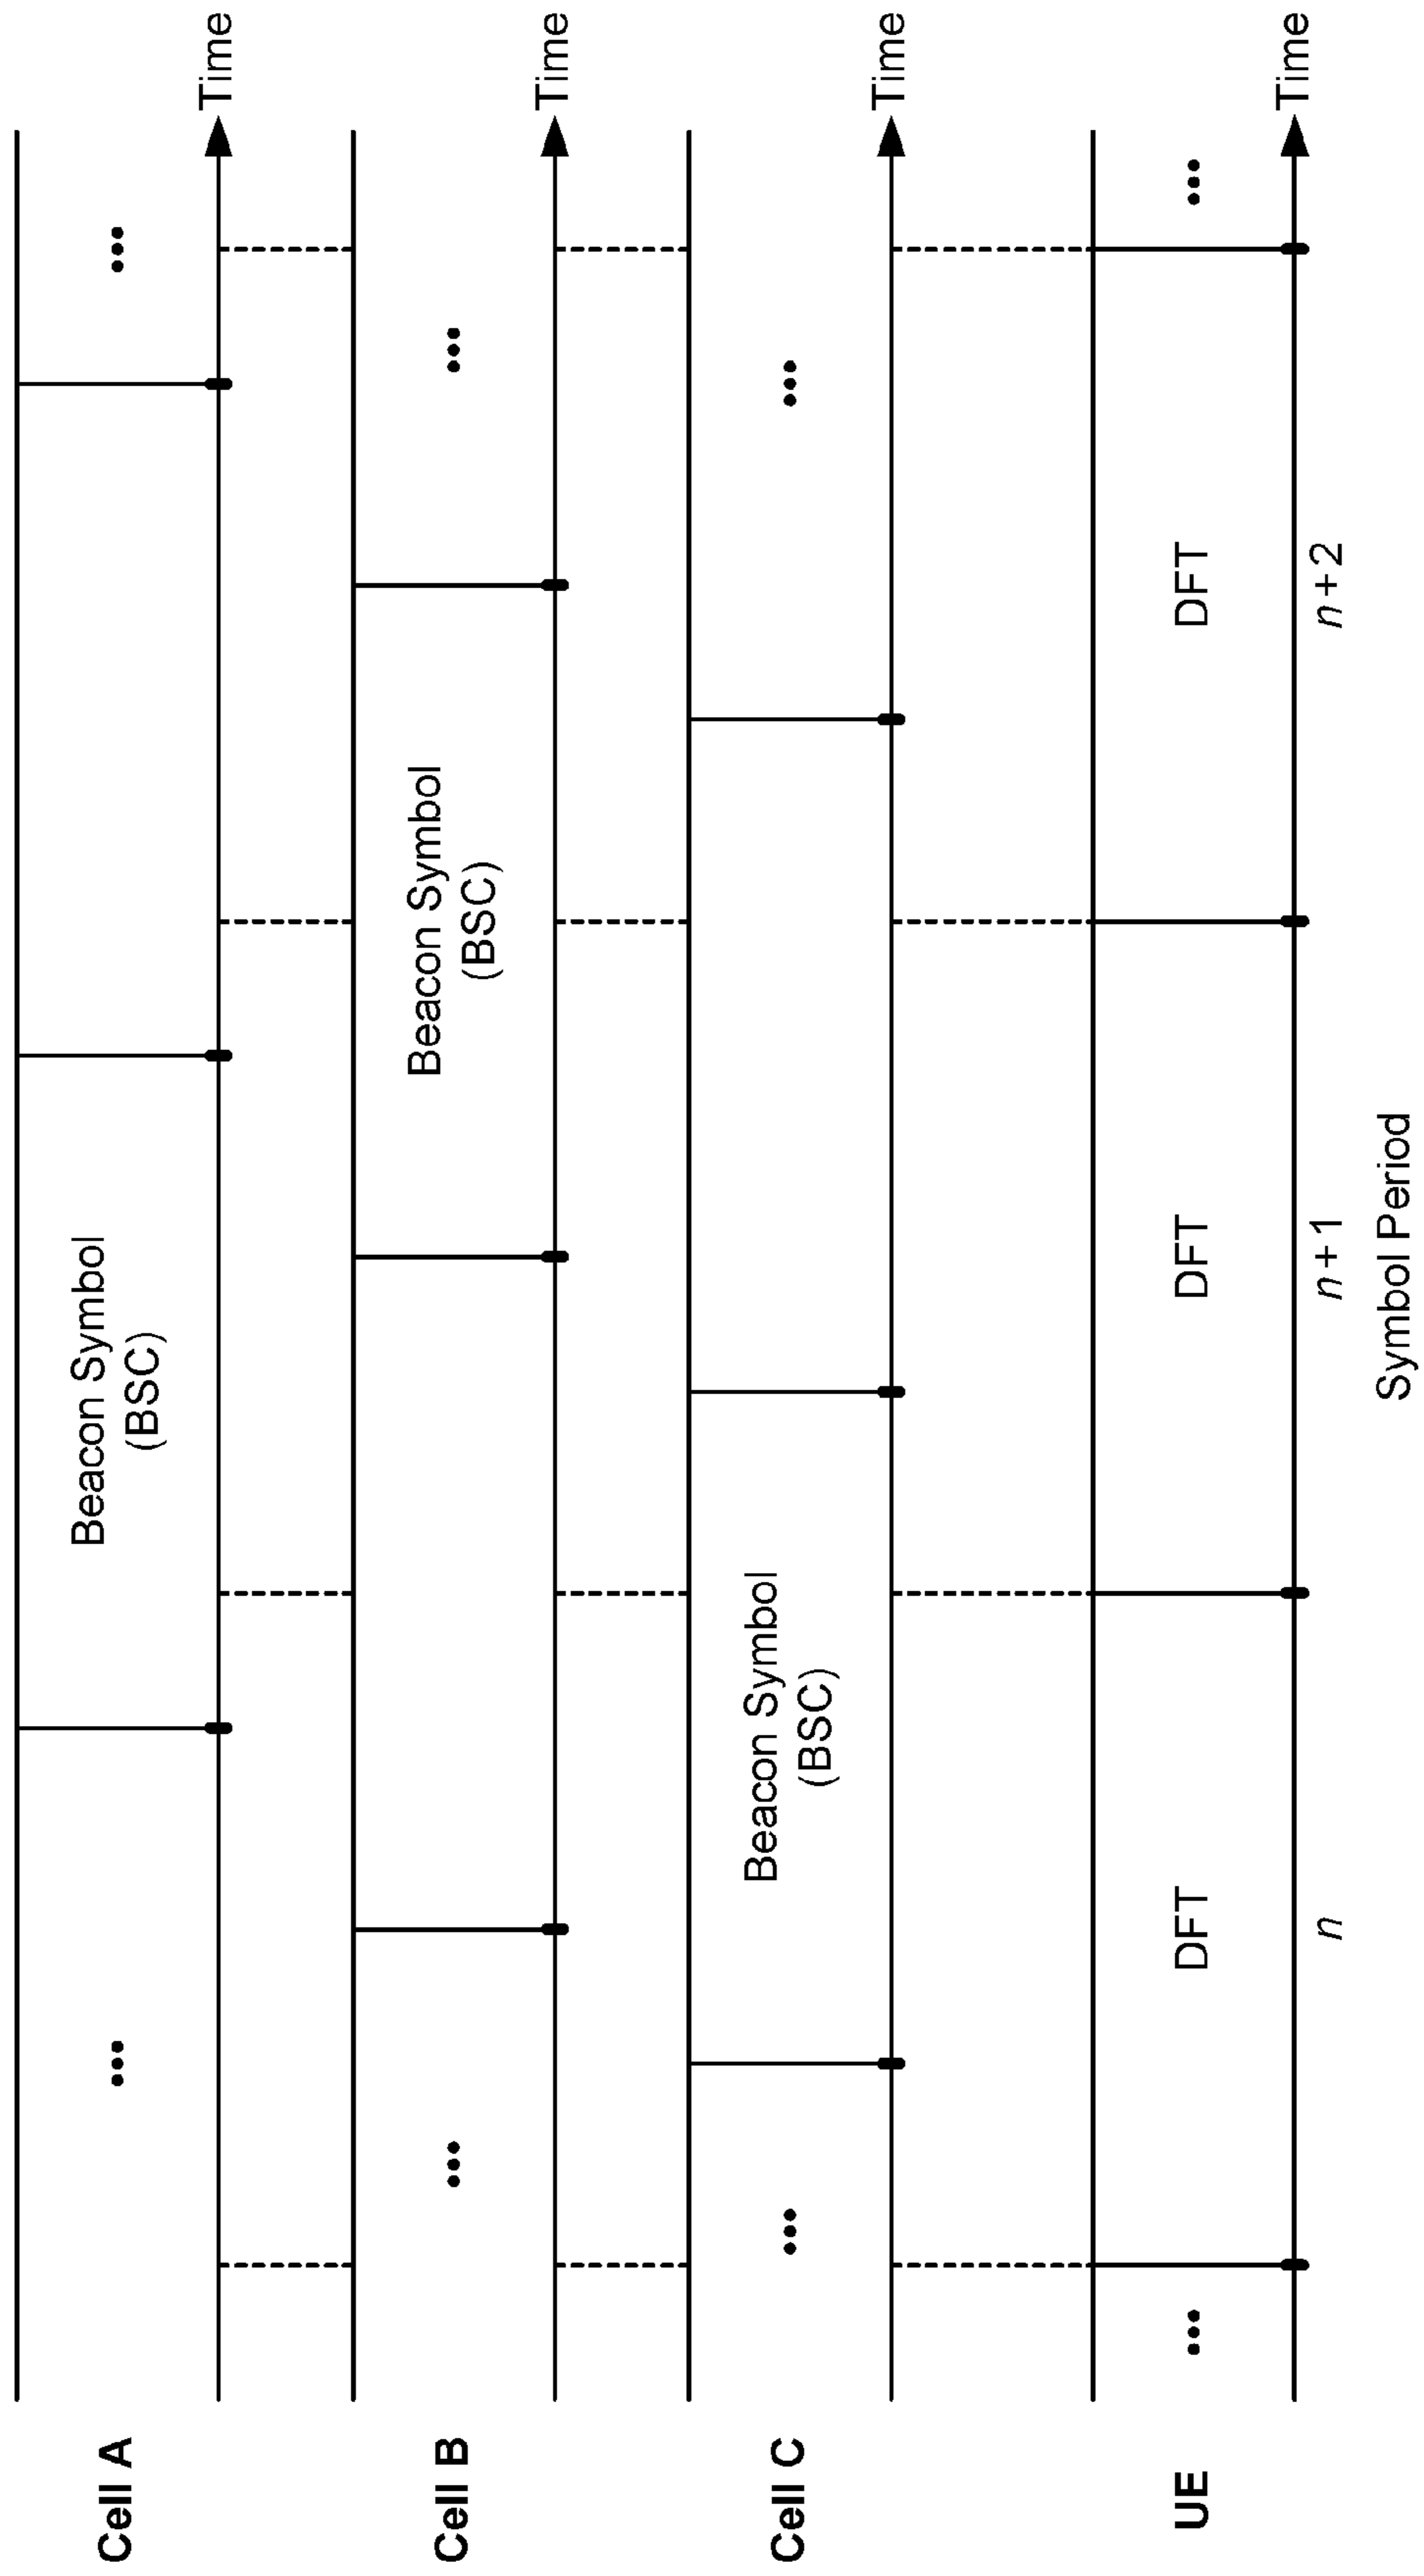 Cell A
•••
Beacon Symbol
(BSC)
•••
Time
Cell B
•••
Beacon Symbol
(BSC)
•••
Time
Cell C
•••
Beacon Symbol
(BSC)
•••
Time
UE
•••
DFT
DFT
DFT
•••
Time
n
n + 1
n + 2
Symbol Period